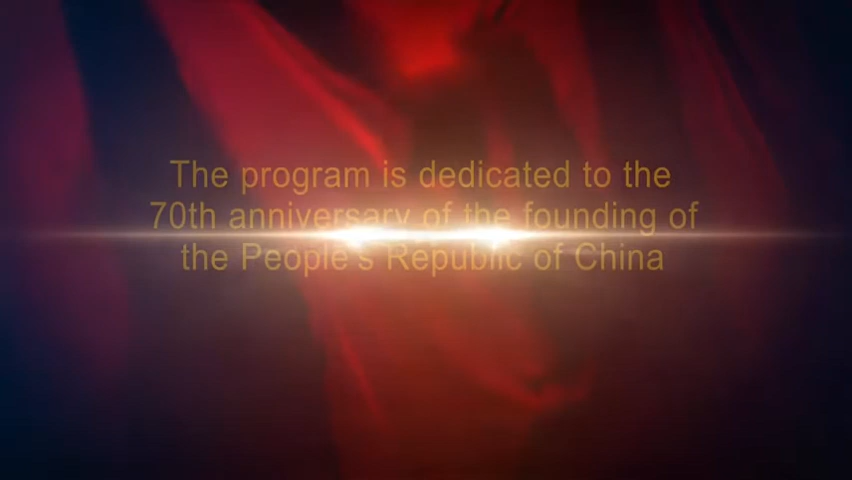 The program is dedicated to the
70th anniversary of the founding of
the People's Republic of China